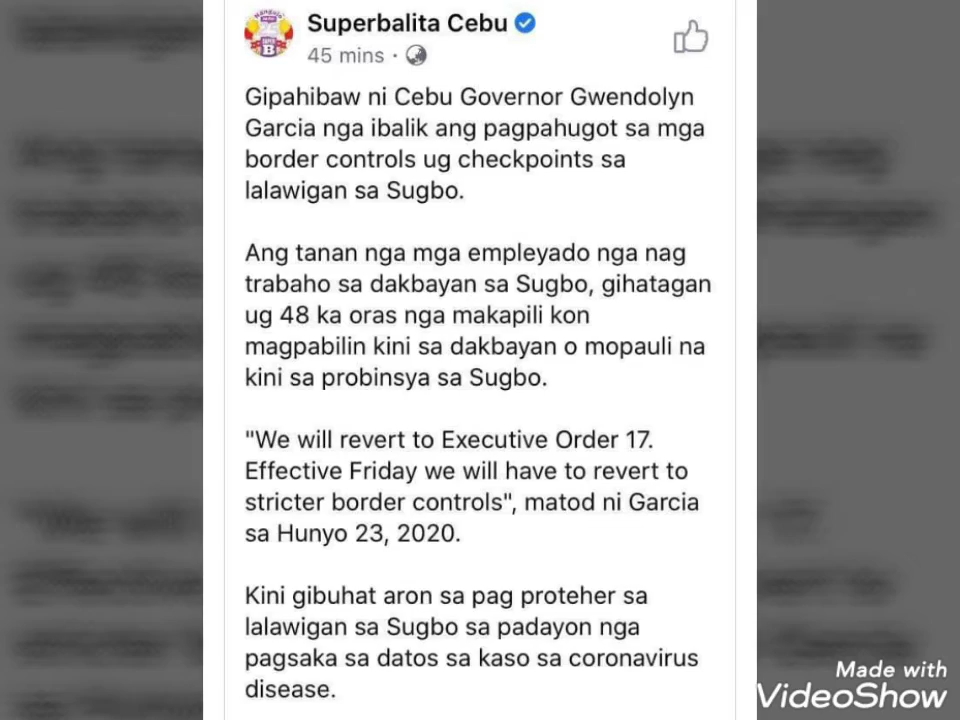 Superbalita Cebu
45 mins ·
Gipahibaw ni Cebu Governor Gwendolyn
Garcia nga ibalik ang pagpahugot sa mga
border controls ug checkpoints sa
lalawigan sa Sugbo.
Ang tanan nga mga empleyado nga nag
trabaho sa dakbayan sa Sugbo, gihatagan
ug 48 ka oras nga makapili kon
magpabilin kini sa dakbayan o mopauli na
kini sa probinsya sa Sugbo.
"We will revert to Executive Order 17.
Effective Friday we will have to revert to
stricter border controls", matod ni Garcia
sa Hunyo 23, 2020.
Kini gibuhat aron sa pag proteher sa
lalawigan sa Sugbo sa padayon nga
pagsaka sa datos sa kaso sa coronavirus
disease.
Made with
VideoShow